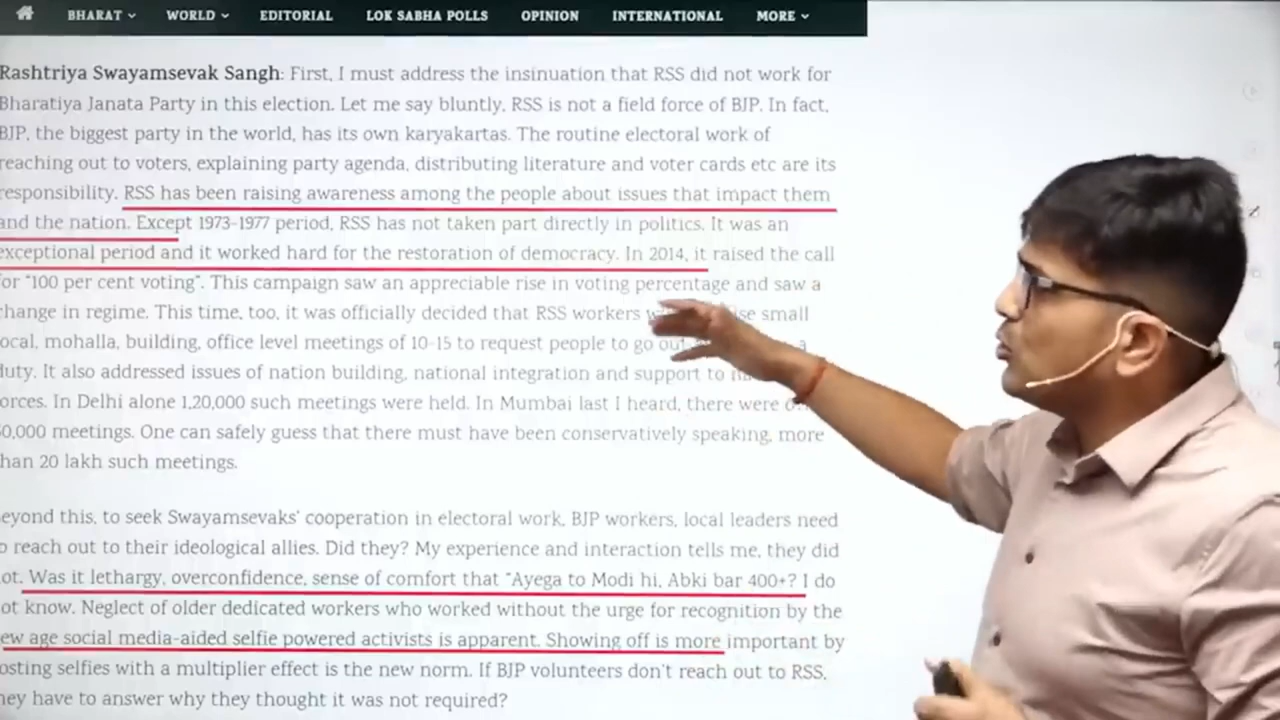 BHARAT WORLD EDITORIAL LOK SABHA POLLS OPINION INTERNATIONAL MORE
Rashtriya Swayamsevak Sangh: First, I must address the insinuation that RSS did not work for
Bharatiya Janata Party in this election. Let me say bluntly, RSS is not a field force of BJP. In fact,
BJP, the biggest party in the world, has its own karyakartas. The routine electoral work of
reaching out to voters, explaining party agenda, distributing literature and voter cards etc are its
responsibility. RSS has been raising awareness among the people about issues that impact them
and the nation. Except 1973-1977 period, RSS has not taken part directly in politics. It was an
exceptional period and it worked hard for the restoration of democracy. In 2014, it raised the call
for "100 per cent voting". This campaign saw an appreciable rise in voting percentage and saw a
change in regime. This time, too, it was officially decided that RSS workers small
local, mohalla, building, office level meetings of 10-15 to request people to go out a
duty. It also addressed issues of nation building, national integration and support to
forces. In Delhi alone 1,20,000 such meetings were held. In Mumbai last I heard, there were
0,000 meetings. One can safely guess that there must have been conservatively speaking, more
than 20 lakh such meetings.
eyond this, to seek Swayamsevaks' cooperation in electoral work, BJP workers, local leaders need
o reach out to their ideological allies. Did they? My experience and interaction tells me, they did
ot. Was it lethargy, overconfidence, sense of comfort that "Ayega to Modi hi, Abki bar 400+? I do
ot know. Neglect of older dedicated workers who worked without the urge for recognition by the
ew age social media-aided selfie powered activists is apparent. Showing off is more important by
osting selfies with a multiplier effect is the new norm. If BJP volunteers don't reach out to RSS,
hey have to answer why they thought it was not required?